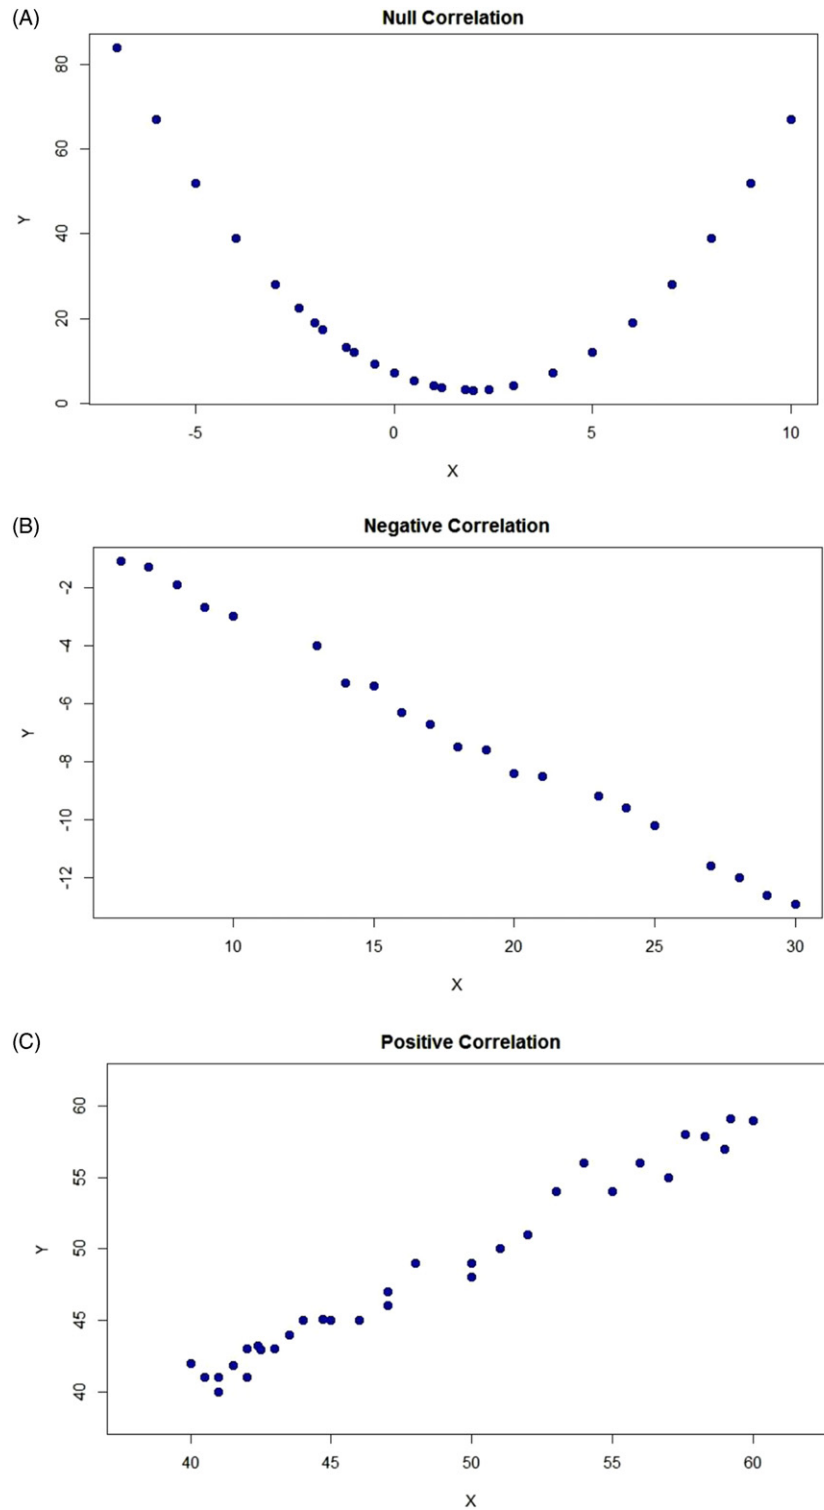 (A)
Null Correlation
80
60
40
20
0
Y
-5 0 5 10
X
(B)
Negative Correlation
-2
-4
-6
-8
-10
-12
Y
10 15 20 25 30
X
(C)
Positive Correlation
60
55
50
45
40
Y
40 45 50 55 60
X